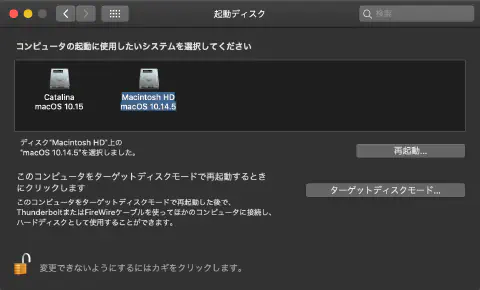 起動ディスク
検索
コンピュータの起動に使用したいシステムを選択してください
Catalina
macOS 10.15
Macintosh HD
macOS 10.14.5
ディスク"Macintosh HD"上の
"macOS 10.14.5"を選択しました。
再起動...
このコンピュータをターゲットディスクモードで再起動するとき
にクリックします
ターゲットディスクモード...
このコンピュータをターゲットディスクモードで再起動した後で、
ThunderboltまたはFireWireケーブルを使ってほかのコンピュータに接続し、
ハードディスクとして使用することができます。
変更できないようにするにはカギをクリックします。